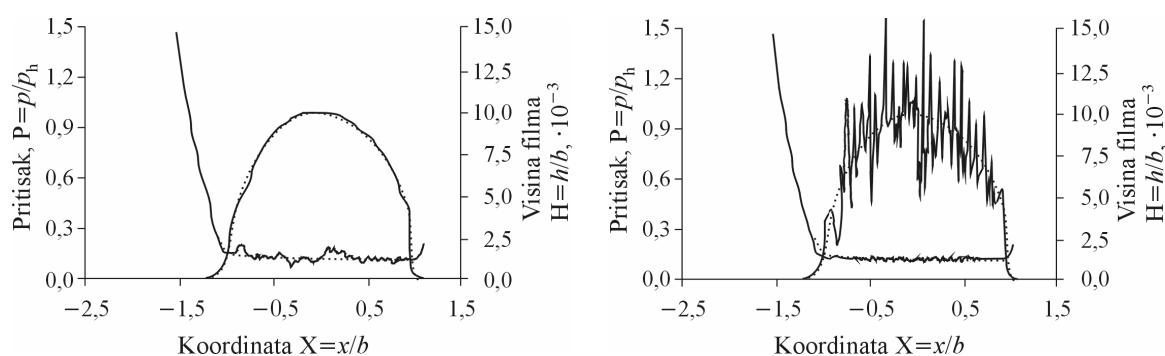 1,5
1,2
0,9
0,6
0,3
0,0
Pritisak, P=p/pₕ
15,0
12,5
10,0
7,5
5,0
2,5
0,0
Visina filma
H=h/b, ·10⁻³
−2,5 −1,5 −0,5 0,5 1,5
Koordinata X=x/b
1,5
1,2
0,9
0,6
0,3
0,0
Pritisak, P=p/pₕ
15,0
12,5
10,0
7,5
5,0
2,5
0,0
Visina filma
H=h/b, ·10⁻³
−2,5 −1,5 −0,5 0,5 1,5
Koordinata X=x/b